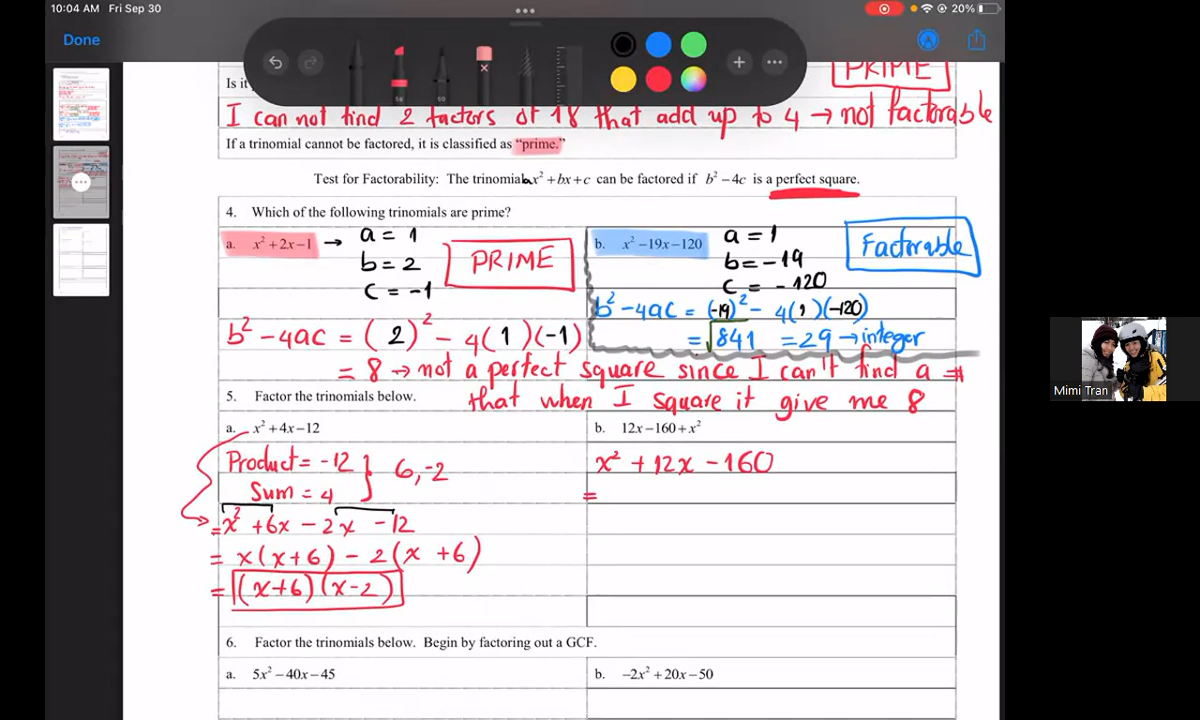 10:04 AM Fri Sep 30
20%
Done
PRIME
Is it
I can not find 2 factors of 18 that add up to 4 → not factorable
If a trinomial cannot be factored, it is classified as “prime.”
Test for Factorability: The trinomial ax² + bx + c can be factored if b² – 4c is a perfect square.
4. Which of the following trinomials are prime?
a. x² + 2x – 1 → a = 1
b = 2
c = -1
PRIME
b² - 4ac = (2)² - 4(1)(-1)
= 8 → not a perfect square since I can't find a #
that when I square it give me 8
b. x² – 19x – 120
a = 1
b = -19
c = -120
Factorable
b² - 4ac = (-19)² - 4(1)(-120)
= √841 = 29 → integer
5. Factor the trinomials below.
a. x² + 4x – 12
Product = -12 } 6, -2
Sum = 4
= x² + 6x - 2x - 12
= x(x+6) - 2(x +6)
= (x+6)(x-2)
b. 12x – 160 + x²
x² + 12x - 160
=
6. Factor the trinomials below. Begin by factoring out a GCF.
a. 5x² – 40x – 45
b. –2x² + 20x – 50
Mimi Tran